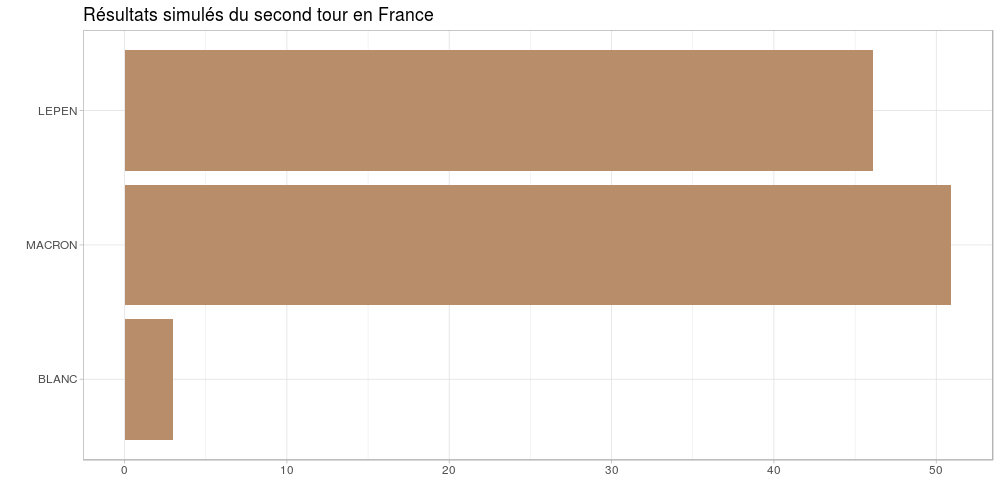 Résultats simulés du second tour en France
LEPEN
MACRON
BLANC
0 10 20 30 40 50